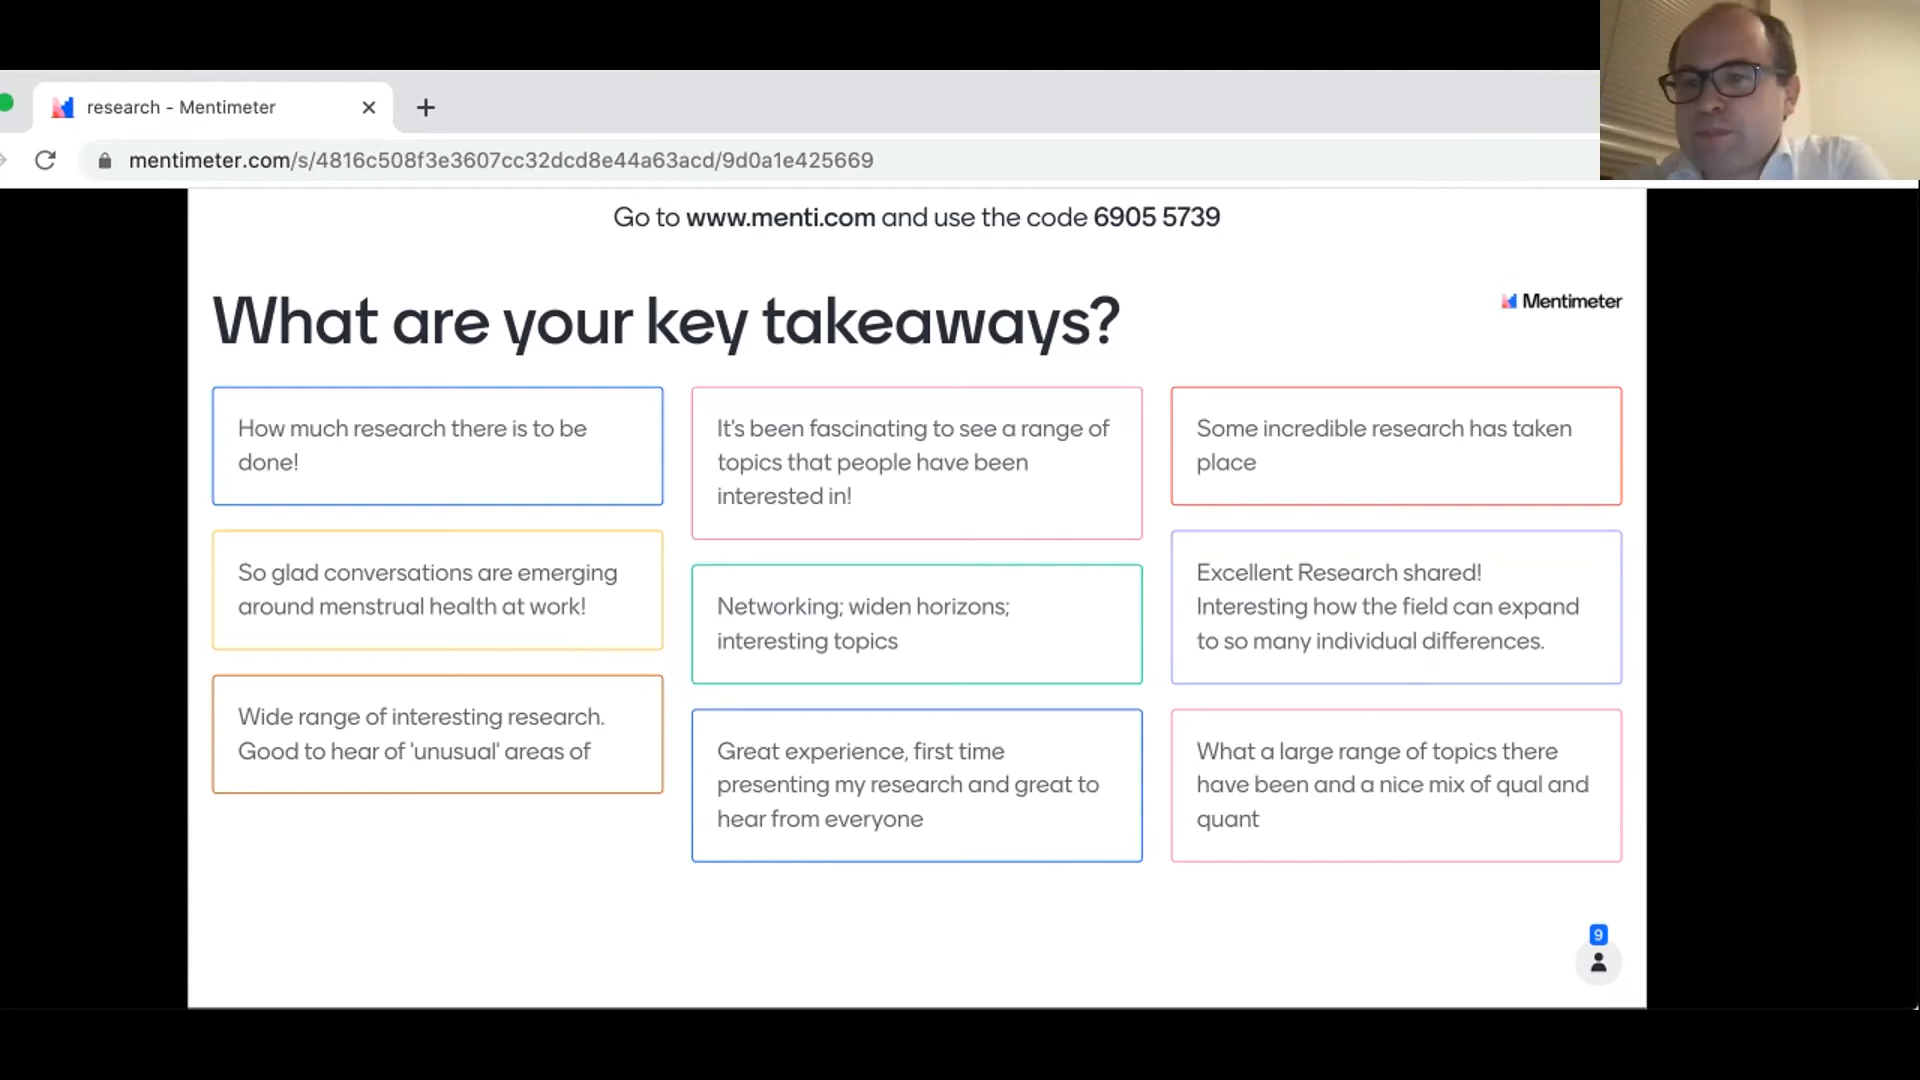 research - Mentimeter
mentimeter.com/s/4816c508f3e3607cc32dcd8e44a63acd/9d0a1e425669
Go to www.menti.com and use the code 6905 5739
What are your key takeaways?
Mentimeter
How much research there is to be
done!
So glad conversations are emerging
around menstrual health at work!
Wide range of interesting research.
Good to hear of 'unusual' areas of
It's been fascinating to see a range of
topics that people have been
interested in!
Networking; widen horizons;
interesting topics
Great experience, first time
presenting my research and great to
hear from everyone
Some incredible research has taken
place
Excellent Research shared!
Interesting how the field can expand
to so many individual differences.
What a large range of topics there
have been and a nice mix of qual and
quant
9